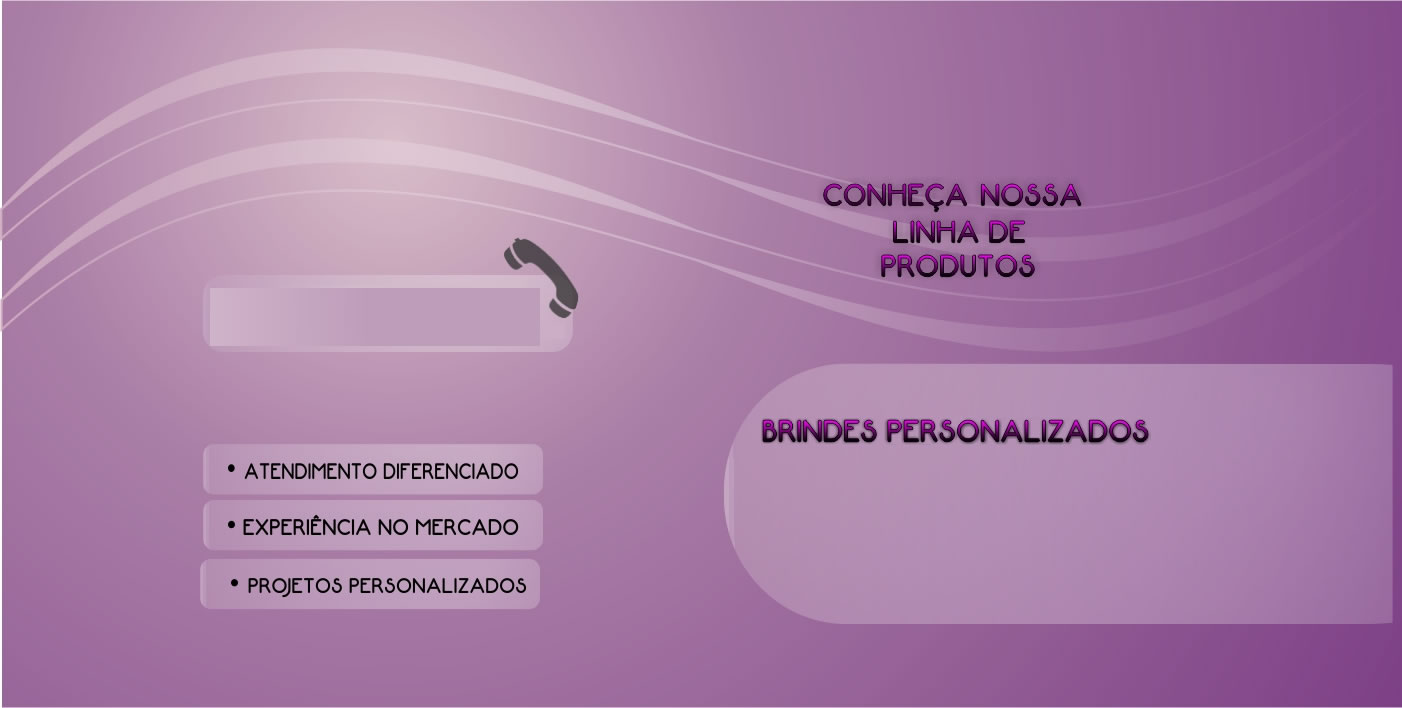 CONHEÇA NOSSA
LINHA DE
PRODUTOS
BRINDES PERSONALIZADOS
• ATENDIMENTO DIFERENCIADO
• EXPERIÊNCIA NO MERCADO
• PROJETOS PERSONALIZADOS